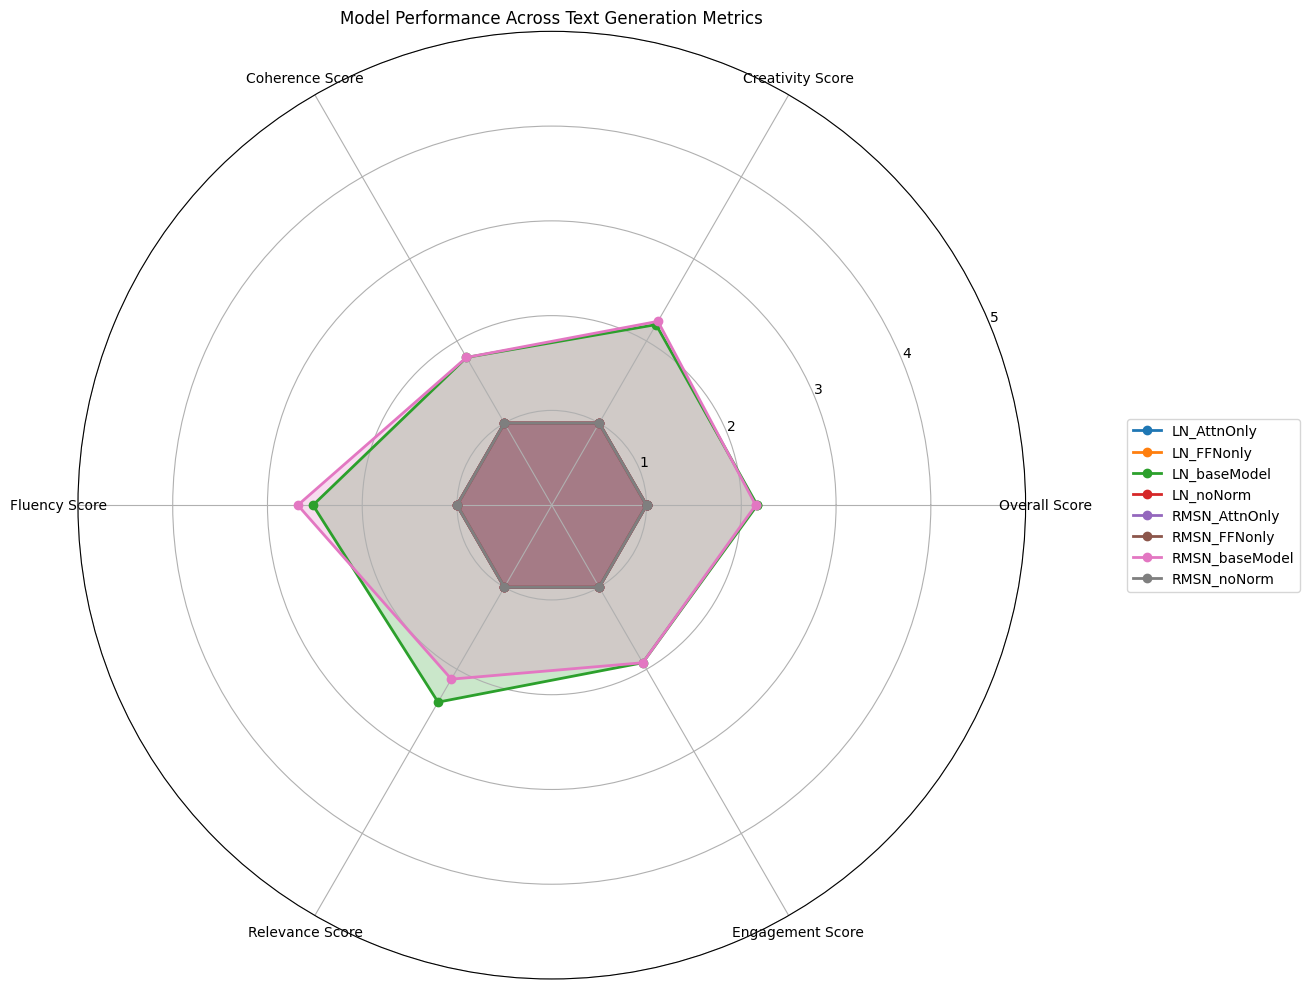 Model Performance Across Text Generation Metrics
Coherence Score
Creativity Score
5
4
3
2
1
Fluency Score
Overall Score
Relevance Score
Engagement Score
LN_AttnOnly
LN_FFNonly
LN_baseModel
LN_noNorm
RMSN_AttnOnly
RMSN_FFNonly
RMSN_baseModel
RMSN_noNorm